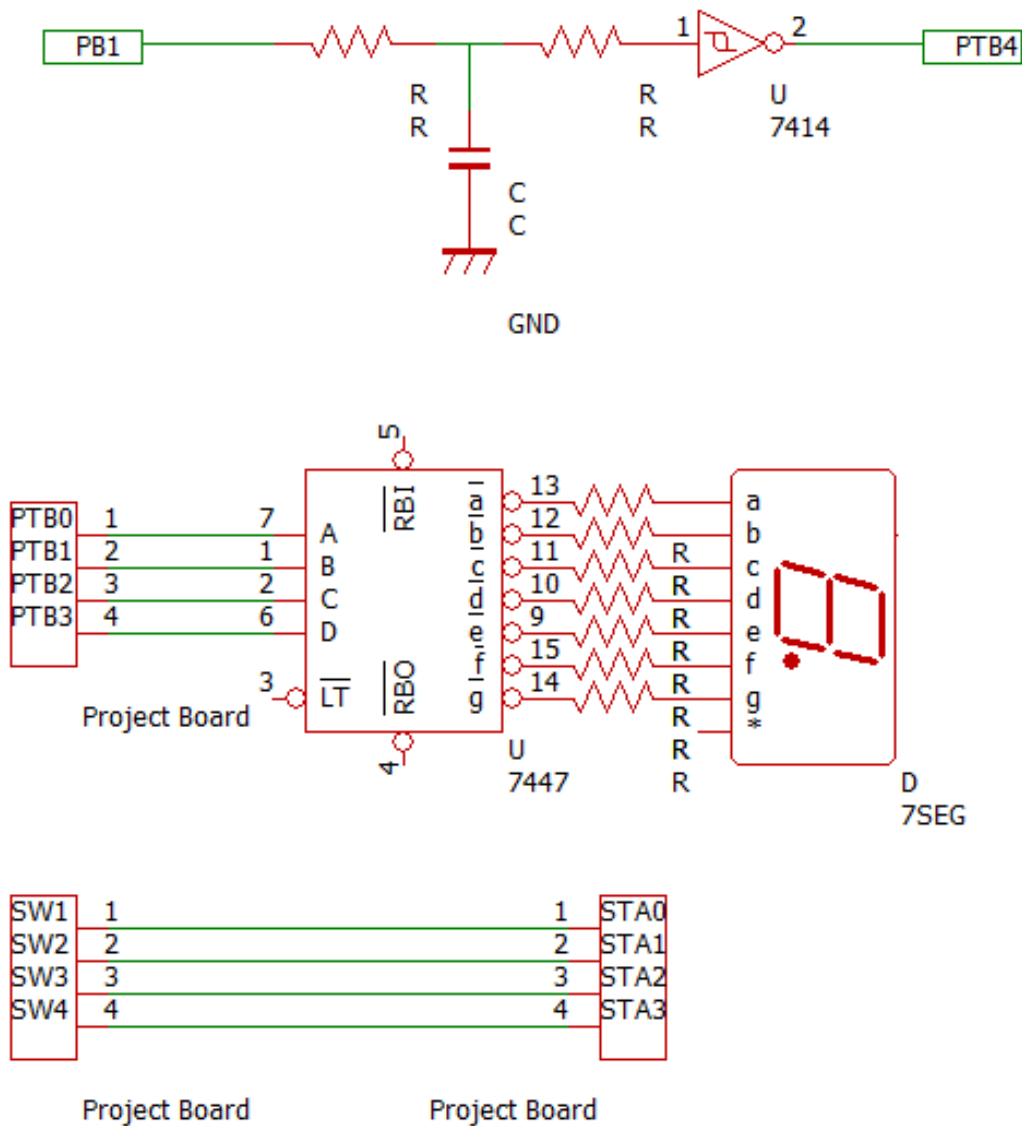 PB1
1
2
PTB4
R
R
R
R
U
7414
C
C
GND
5
RBI
PTB0 1 7 A
PTB1 2 1 B
PTB2 3 2 C
PTB3 4 6 D
3 LT
RBO
4
a 13 a
b 12 b
c 11 R c
d 10 R d
e 9 R e
f 15 R f
g 14 R g
R *
R
Project Board
U
7447
D
7SEG
SW1 1 1 STA0
SW2 2 2 STA1
SW3 3 3 STA2
SW4 4 4 STA3
Project Board Project Board